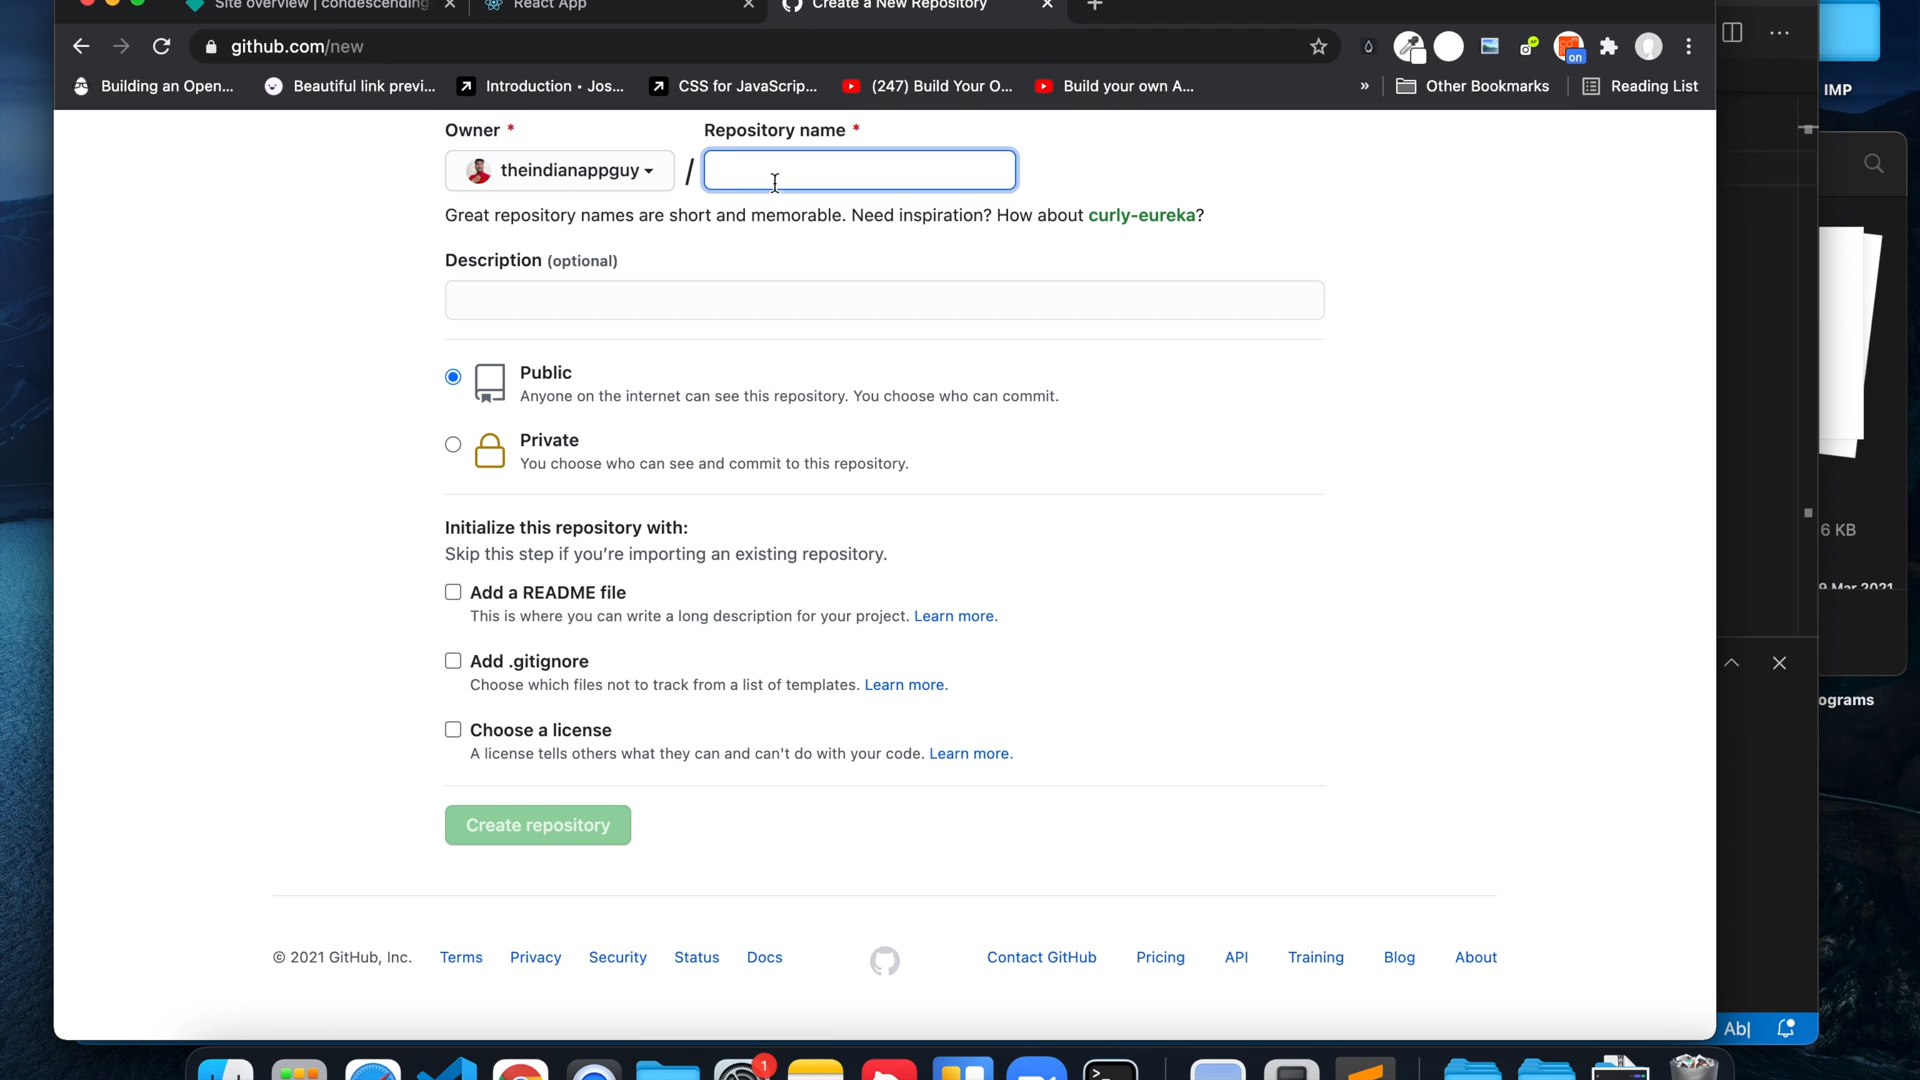 Site overview | condescending-
React App
Create a New Repository
github.com/new
on
Building an Open...
Beautiful link previ...
Introduction • Jos...
CSS for JavaScrip...
(247) Build Your O...
Build your own A...
»
Other Bookmarks
Reading List
IMP
Owner *
Repository name *
theindianappguy
/
Great repository names are short and memorable. Need inspiration? How about curly-eureka?
Description (optional)
Public
Anyone on the internet can see this repository. You choose who can commit.
Private
You choose who can see and commit to this repository.
6 KB
Initialize this repository with:
Skip this step if you're importing an existing repository.
9 Mar 2021
Add a README file
This is where you can write a long description for your project. Learn more.
Add .gitignore
Choose which files not to track from a list of templates. Learn more.
ograms
Choose a license
A license tells others what they can and can't do with your code. Learn more.
Create repository
© 2021 GitHub, Inc.
Terms
Privacy
Security
Status
Docs
Contact GitHub
Pricing
API
Training
Blog
About
Ab|
1